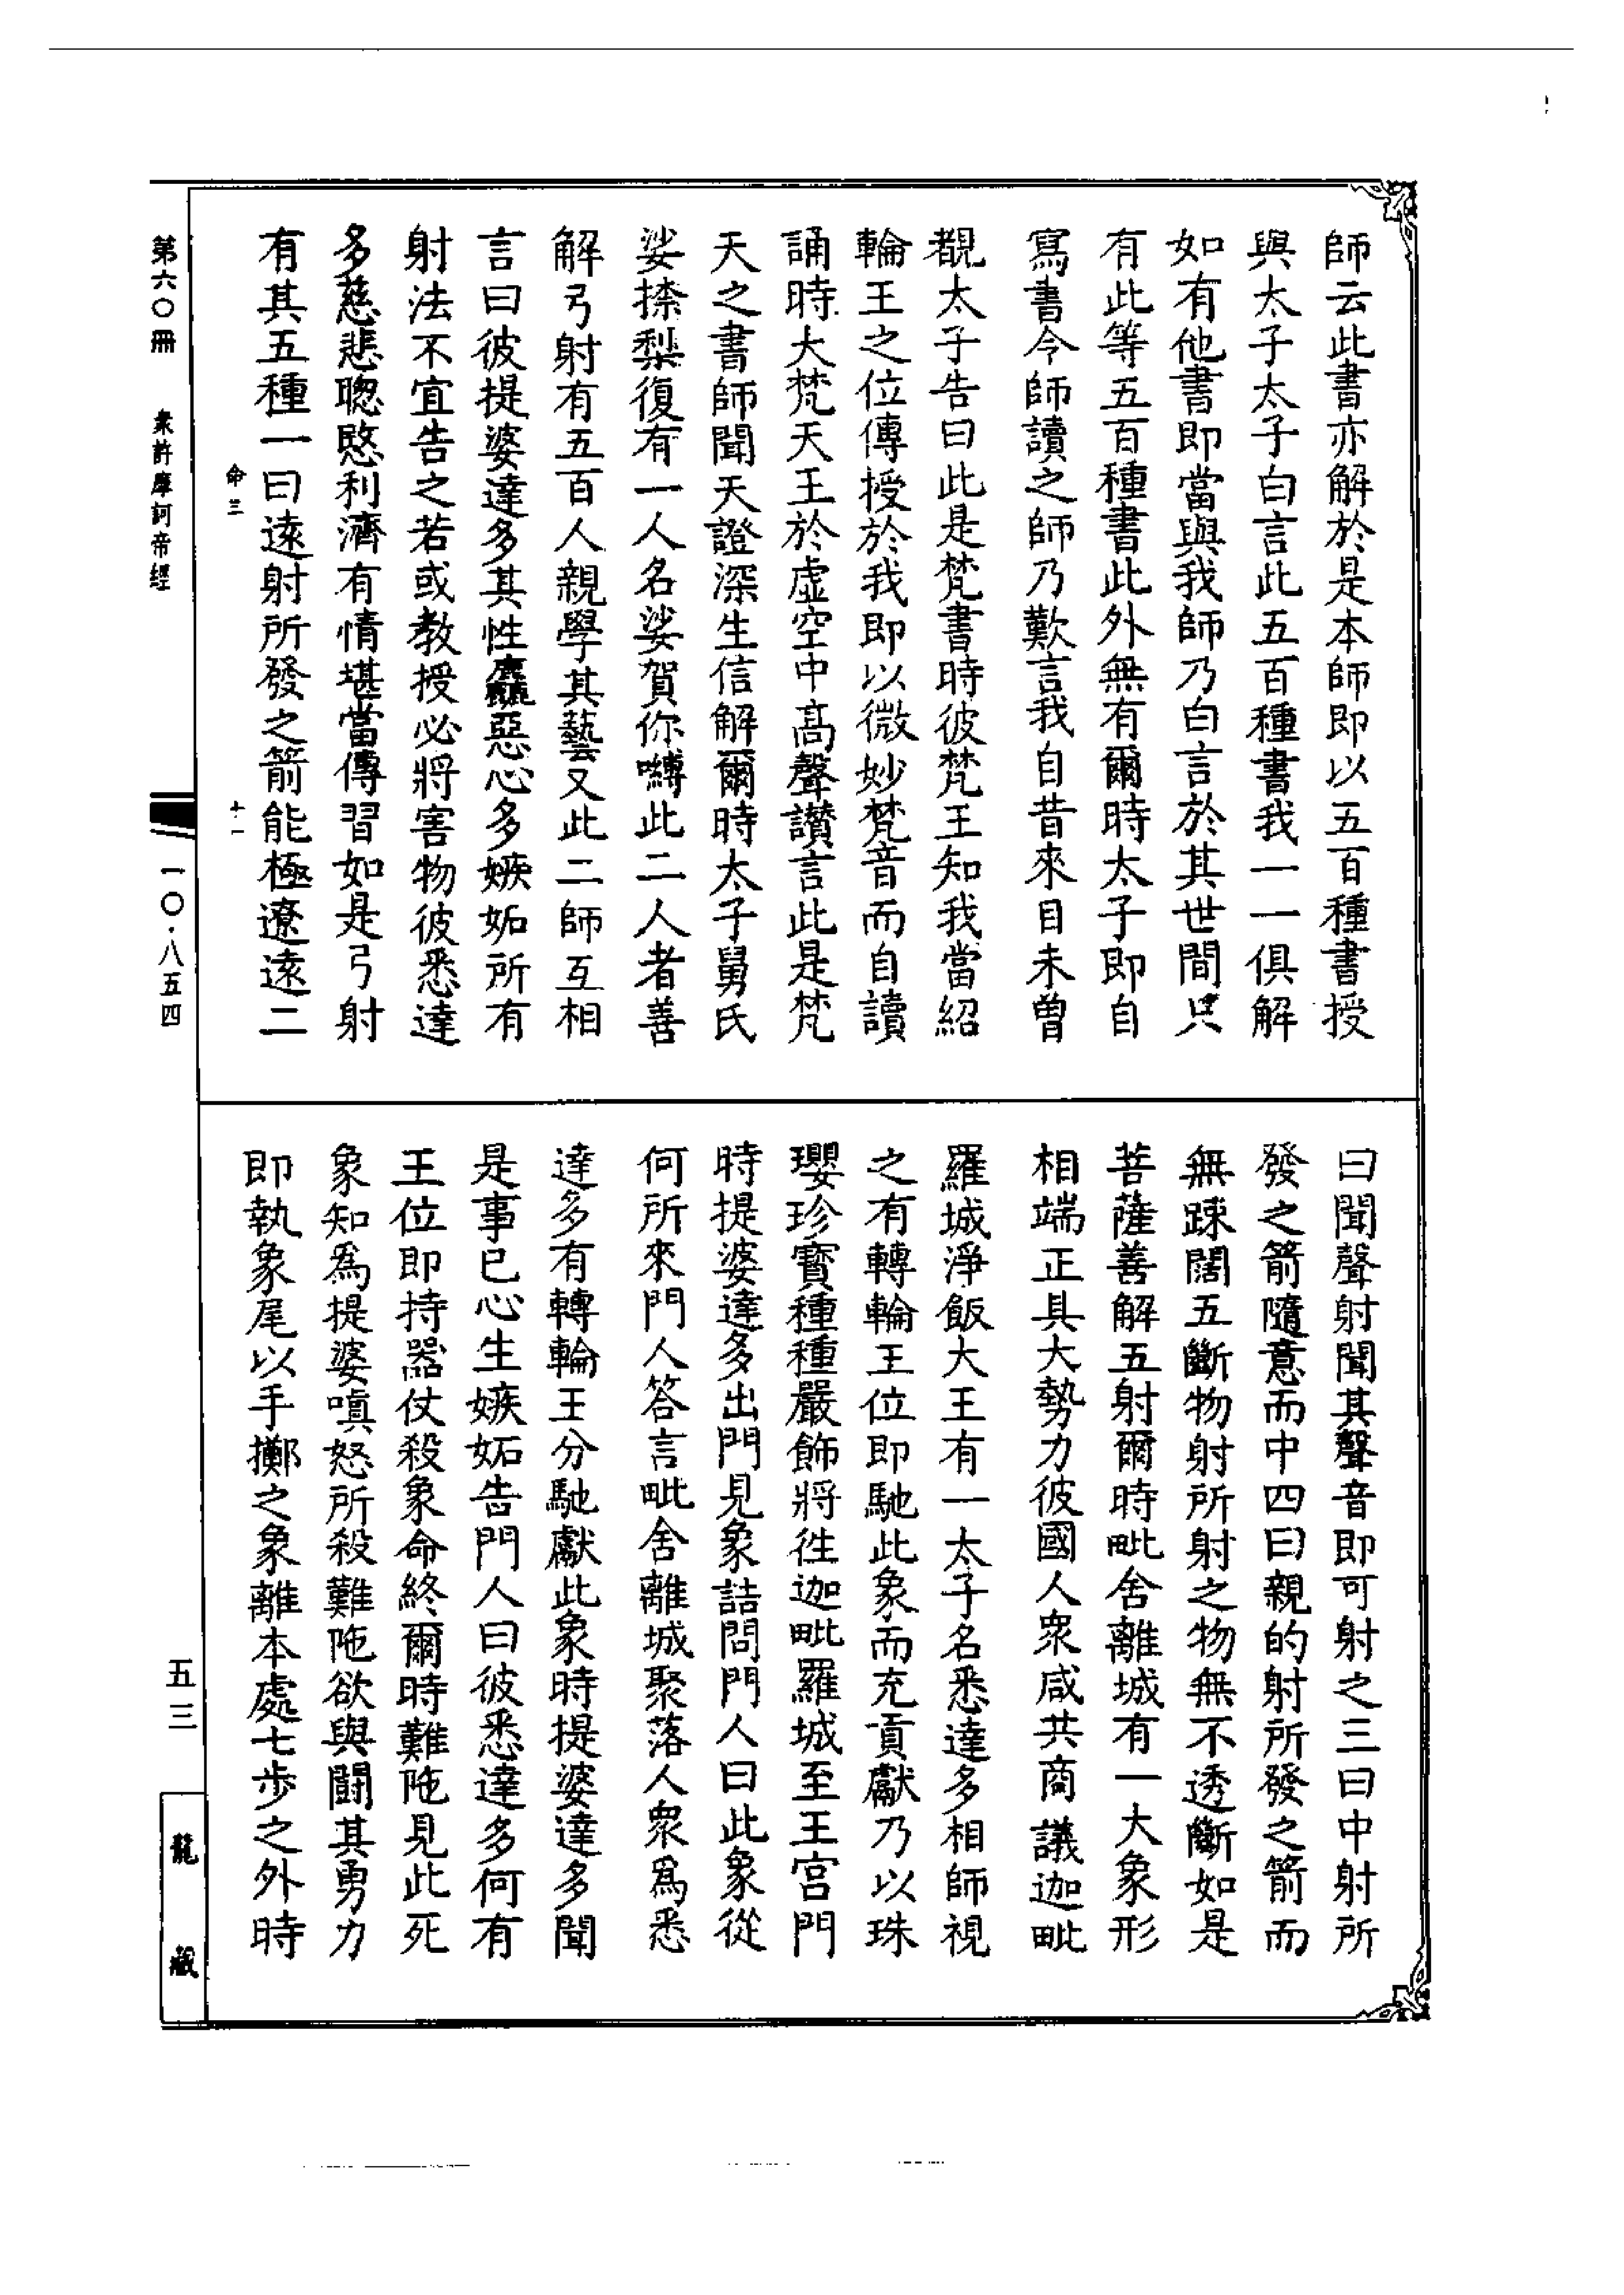 師云此書亦解於是本師即以五百種書授
與太子太子白言此五百種書我一一俱解
如有他書即當與我師乃白言於其世間只
有此等五百種書此外無有爾時太子即自
寫書令師讀之師乃歎言我自昔來目未曾
覩太子告曰此是梵書時彼梵王知我當紹
輪王之位傳授於我即以微妙梵音而自讀
誦時大梵天王於虛空中高聲讚言此是梵
天之書師聞天證深生信解爾時太子舅氏
娑捺梨復有一人名娑賀你嚩此二人者善
解弓射有五百人親學其藝又此二師互相
言曰彼提婆達多其性麤惡心多嫉妬所有
射法不宜告之若或教授必將害物彼悉達
多慈悲聰愍利濟有情堪當傳習如是弓射
有其五種一曰遠射所發之箭能極遼遠二
曰聞聲射聞其聲音即可射之三曰中射所
發之箭隨意而中四曰親的射所發之箭而
無踈闊五斷物射所射之物無不透斷如是
菩薩善解五射爾時毗舍離城有一大象形
相端正具大勢力彼國人衆咸共商議迦毗
羅城淨飯大王有一太子名悉達多相師視
之有轉輪王位即馳此象而充貢獻乃以珠
瓔珍寳種種嚴飾將徃迦毗羅城至王宫門
時提婆達多出門見象詰問門人曰此象從
何所來門人答言毗舍離城聚落人衆爲悉
達多有轉輪王分馳獻此象時提婆達多聞
是事已心生嫉妬告門人曰彼悉達多何有
王位即持器仗殺象命終爾時難陁見此死
象知爲提婆嗔怒所殺難陁欲與鬪其勇力
即執象尾以手擲之象離本處七步之外時
命三
十一
第六〇冊
衆許摩訶帝經
一〇·八五四
五三
龍藏